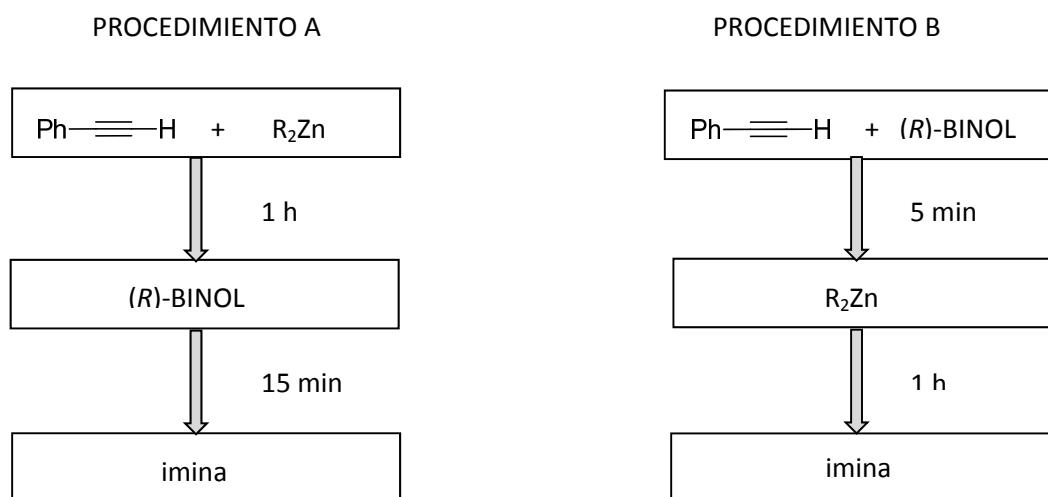 PROCEDIMIENTO A
Ph H + R₂Zn
1 h
(R)-BINOL
15 min
imina
PROCEDIMIENTO B
Ph H + (R)-BINOL
5 min
R₂Zn
1 h
imina